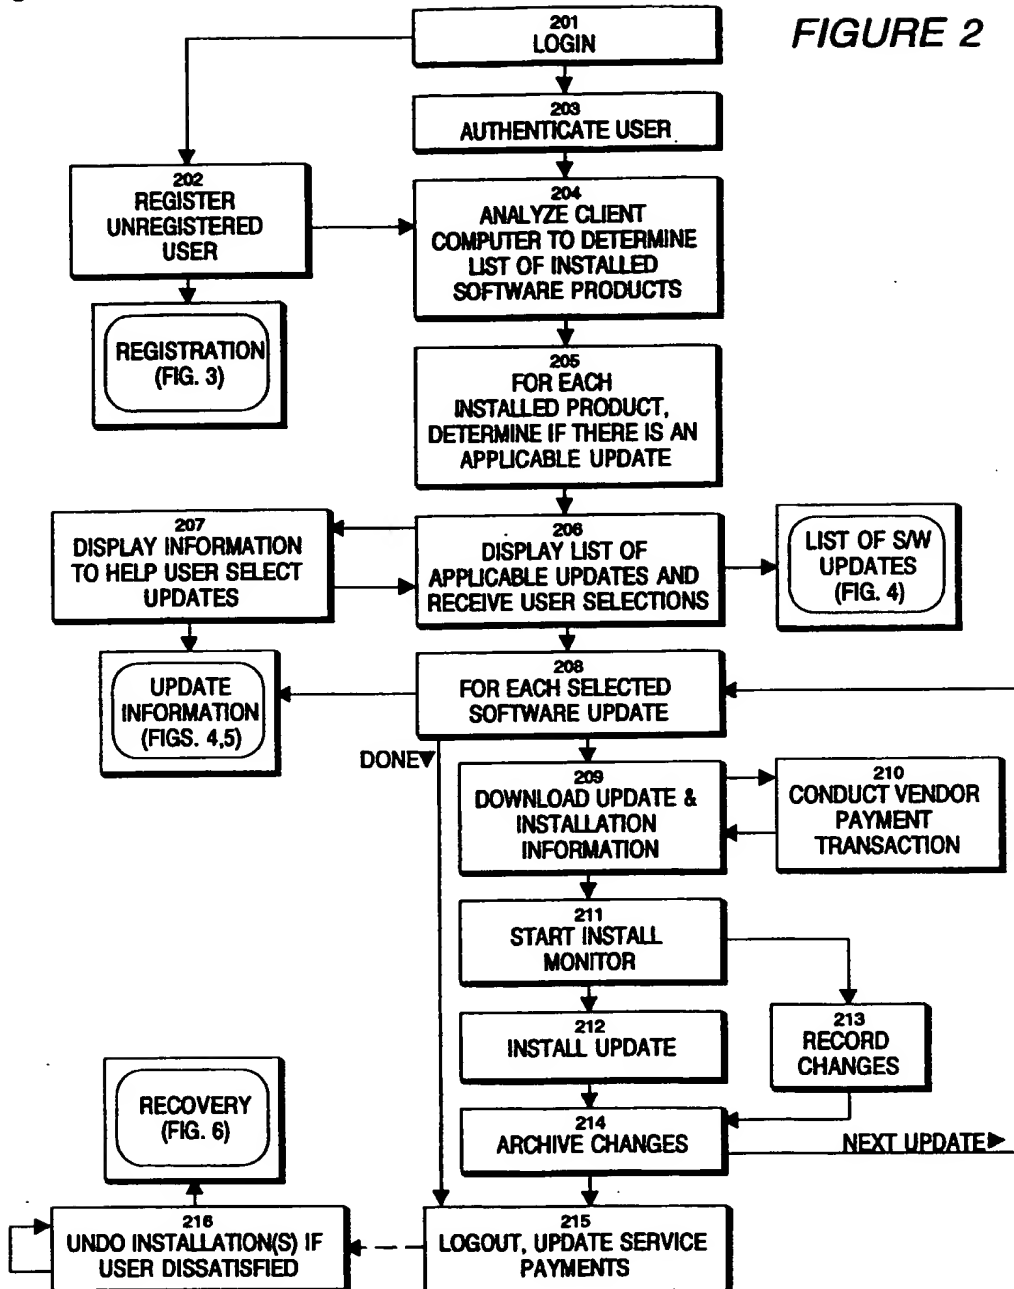 FIGURE 2
201
LOGIN
203
AUTHENTICATE USER
202
REGISTER
UNREGISTERED
USER
204
ANALYZE CLIENT
COMPUTER TO DETERMINE
LIST OF INSTALLED
SOFTWARE PRODUCTS
REGISTRATION
(FIG. 3)
205
FOR EACH
INSTALLED PRODUCT,
DETERMINE IF THERE IS AN
APPLICABLE UPDATE
207
DISPLAY INFORMATION
TO HELP USER SELECT
UPDATES
206
DISPLAY LIST OF
APPLICABLE UPDATES AND
RECEIVE USER SELECTIONS
LIST OF S/W
UPDATES
(FIG. 4)
UPDATE
INFORMATION
(FIGS. 4,5)
208
FOR EACH SELECTED
SOFTWARE UPDATE
DONE
209
DOWNLOAD UPDATE &
INSTALLATION
INFORMATION
210
CONDUCT VENDOR
PAYMENT
TRANSACTION
211
START INSTALL
MONITOR
212
INSTALL UPDATE
213
RECORD
CHANGES
RECOVERY
(FIG. 6)
214
ARCHIVE CHANGES
NEXT UPDATE
216
UNDO INSTALLATION(S) IF
USER DISSATISFIED
215
LOGOUT, UPDATE SERVICE
PAYMENTS